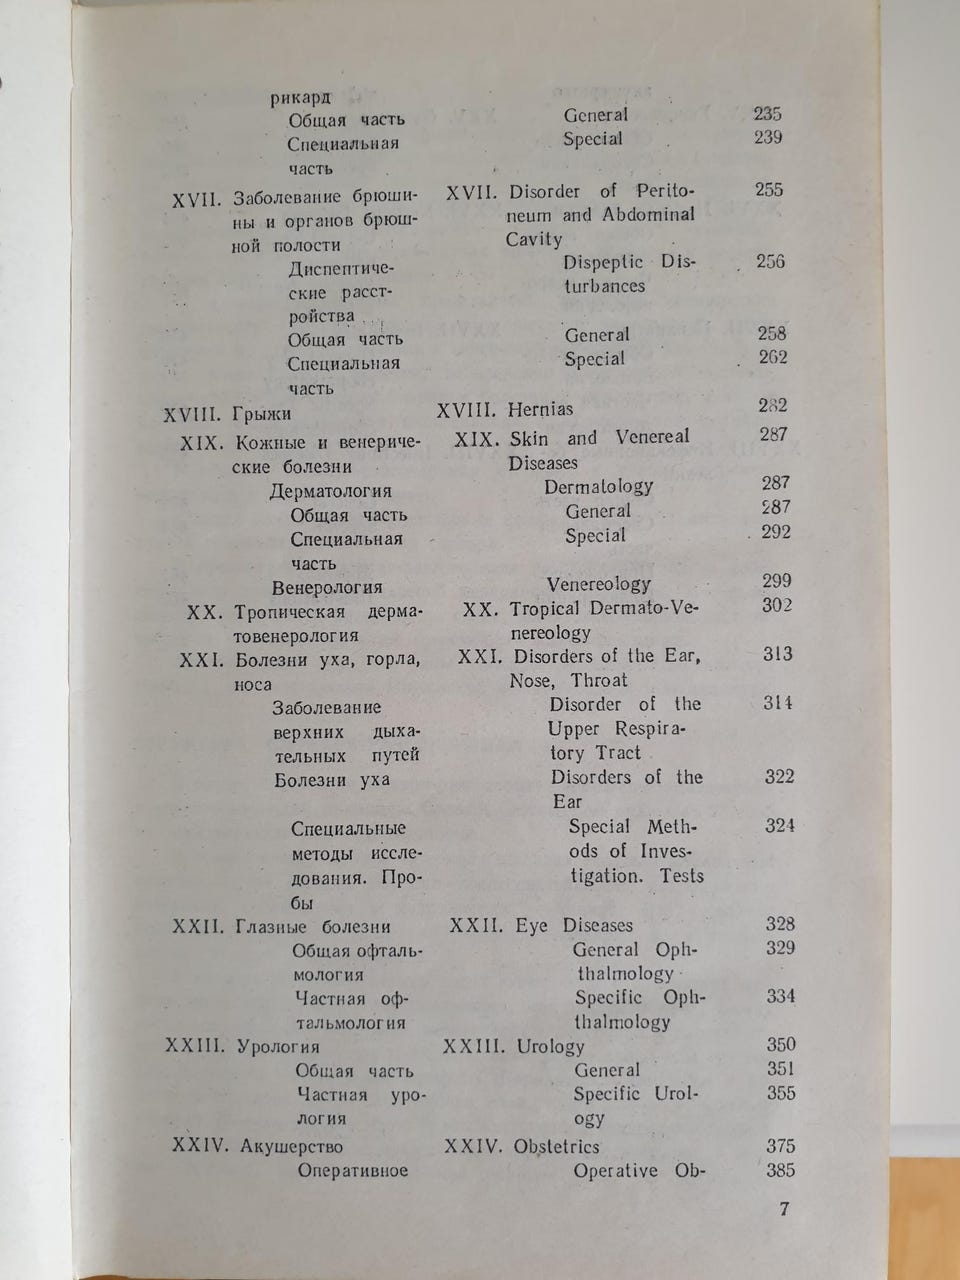 рикард
Общая часть General 235
Специальная Special 239
часть
XVII. Заболевание брюши- XVII. Disorder of Perito- 255
ны и органов брюш- neum and Abdominal
ной полости Cavity
Диспептиче- Dispeptic Dis- 256
ские расст- turbances
ройства
Общая часть General 258
Специальная Special 262
часть
XVIII. Грыжи XVIII. Hernias 282
XIX. Кожные и венериче- XIX. Skin and Venereal 287
ские болезни Diseases
Дерматология Dermatology 287
Общая часть General 287
Специальная Special 292
часть
Венерология Venereology 299
XX. Тропическая дерма- XX. Tropical Dermato-Ve- 302
товенерология nereology
XXI. Болезни уха, горла, XXI. Disorders of the Ear, 313
носа Nose, Throat
Заболевание Disorder of the 314
верхних дыха- Upper Respira-
тельных путей tory Tract
Болезни уха Disorders of the 322
Ear
Специальные Special Meth- 324
методы иссле- ods of Inves-
дования. Про- tigation. Tests
бы
XXII. Глазные болезни XXII. Eye Diseases 328
Общая офталь- General Oph- 329
мология thalmology
Частная оф- Specific Oph- 334
тальмология thalmology
XXIII. Урология XXIII. Urology 350
Общая часть General 351
Частная уро- Specific Urol- 355
логия ogy
XXIV. Акушерство XXIV. Obstetrics 375
Оперативное Operative Ob- 385
7